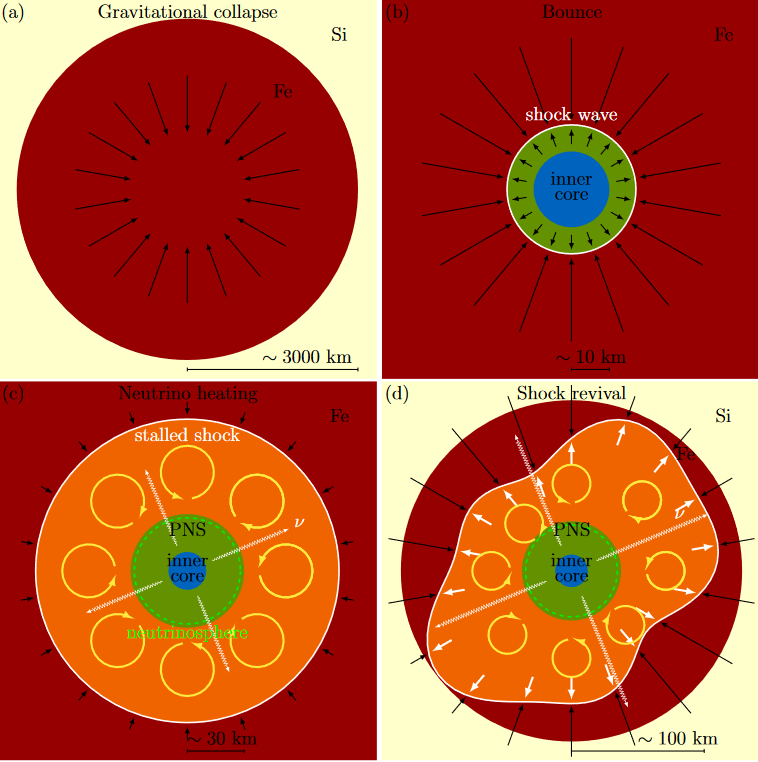 (a) Gravitational collapse
Si
Fe
∼ 3000 km
(b) Bounce
Fe
shock wave
inner
core
∼ 10 km
(c) Neutrino heating
Fe
stalled shock
ν
PNS
inner
core
neutrinosphere
∼ 30 km
(d) Shock revival
Si
Fe
ν
PNS
inner
core
∼ 100 km